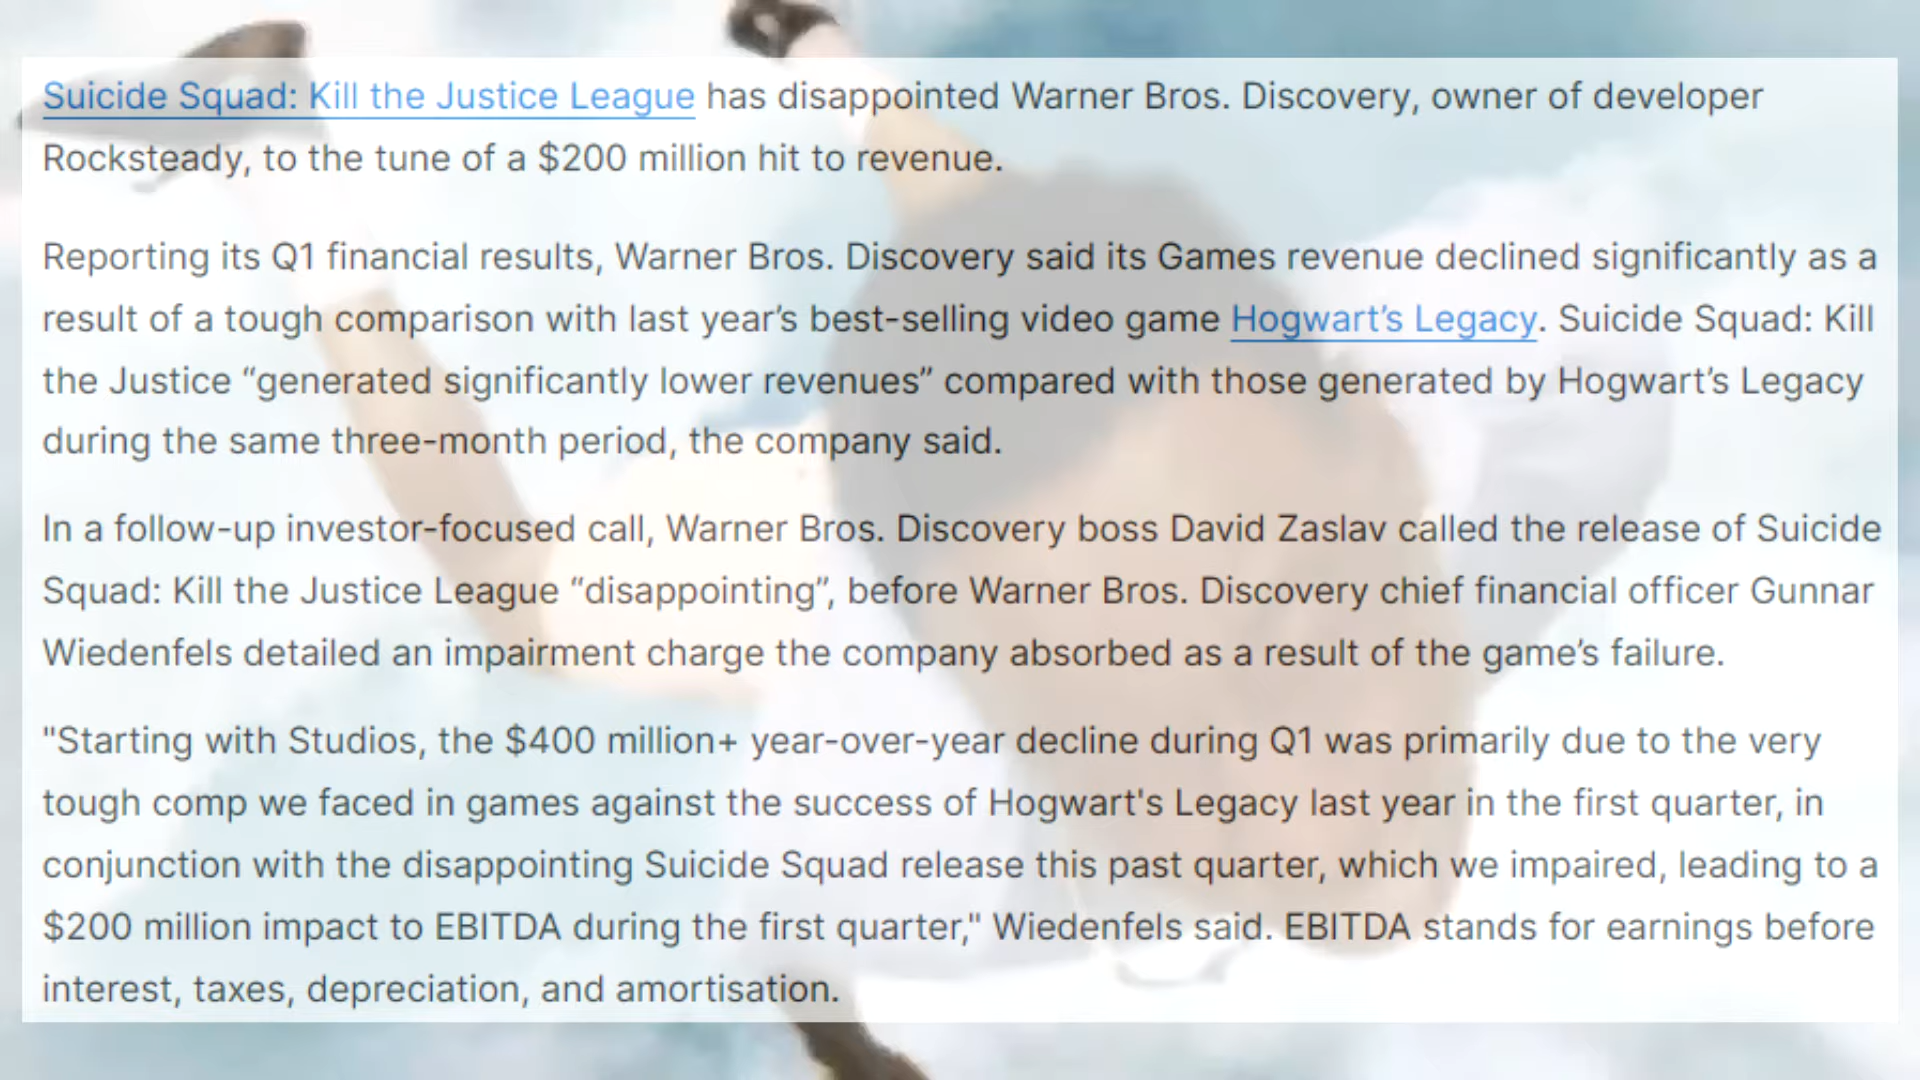 Suicide Squad: Kill the Justice League has disappointed Warner Bros. Discovery, owner of developer
Rocksteady, to the tune of a $200 million hit to revenue.
Reporting its Q1 financial results, Warner Bros. Discovery said its Games revenue declined significantly as a
result of a tough comparison with last year’s best-selling video game Hogwart’s Legacy. Suicide Squad: Kill
the Justice “generated significantly lower revenues” compared with those generated by Hogwart’s Legacy
during the same three-month period, the company said.
In a follow-up investor-focused call, Warner Bros. Discovery boss David Zaslav called the release of Suicide
Squad: Kill the Justice League “disappointing”, before Warner Bros. Discovery chief financial officer Gunnar
Wiedenfels detailed an impairment charge the company absorbed as a result of the game’s failure.
"Starting with Studios, the $400 million+ year-over-year decline during Q1 was primarily due to the very
tough comp we faced in games against the success of Hogwart's Legacy last year in the first quarter, in
conjunction with the disappointing Suicide Squad release this past quarter, which we impaired, leading to a
$200 million impact to EBITDA during the first quarter," Wiedenfels said. EBITDA stands for earnings before
interest, taxes, depreciation, and amortisation.